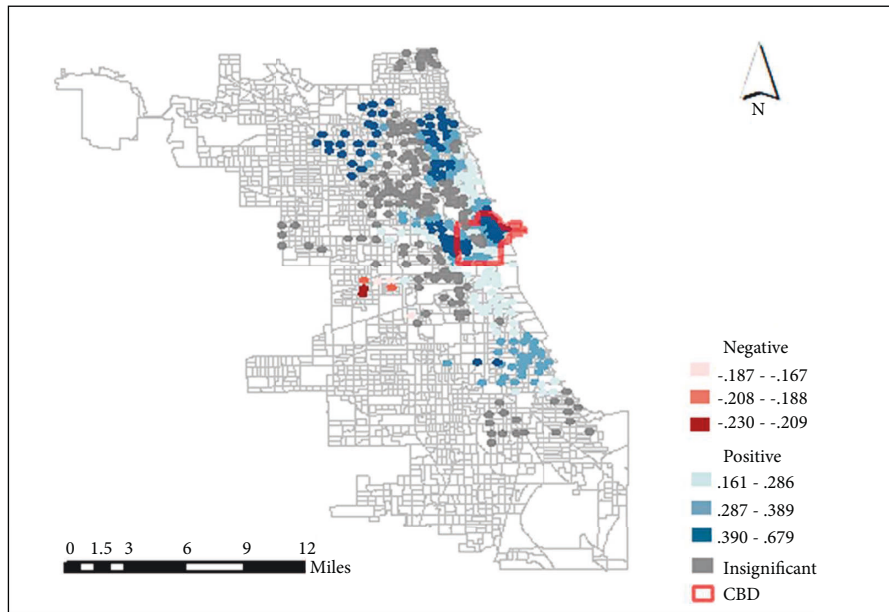 N
Negative
-.187 - -.167
-.208 - -.188
-.230 - -.209
Positive
.161 - .286
.287 - .389
.390 - .679
Insignificant
CBD
0 1.5 3 6 9 12
Miles